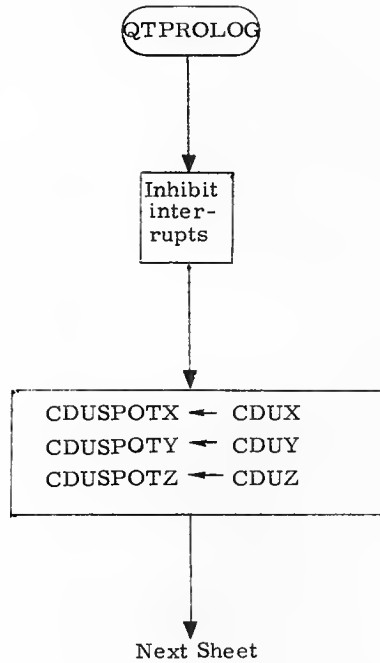 QTPROLOG
Inhibit
inter-
rupts
CDUSPOTX ← CDUX
CDUSPOTY ← CDUY
CDUSPOTZ ← CDUZ
Next Sheet